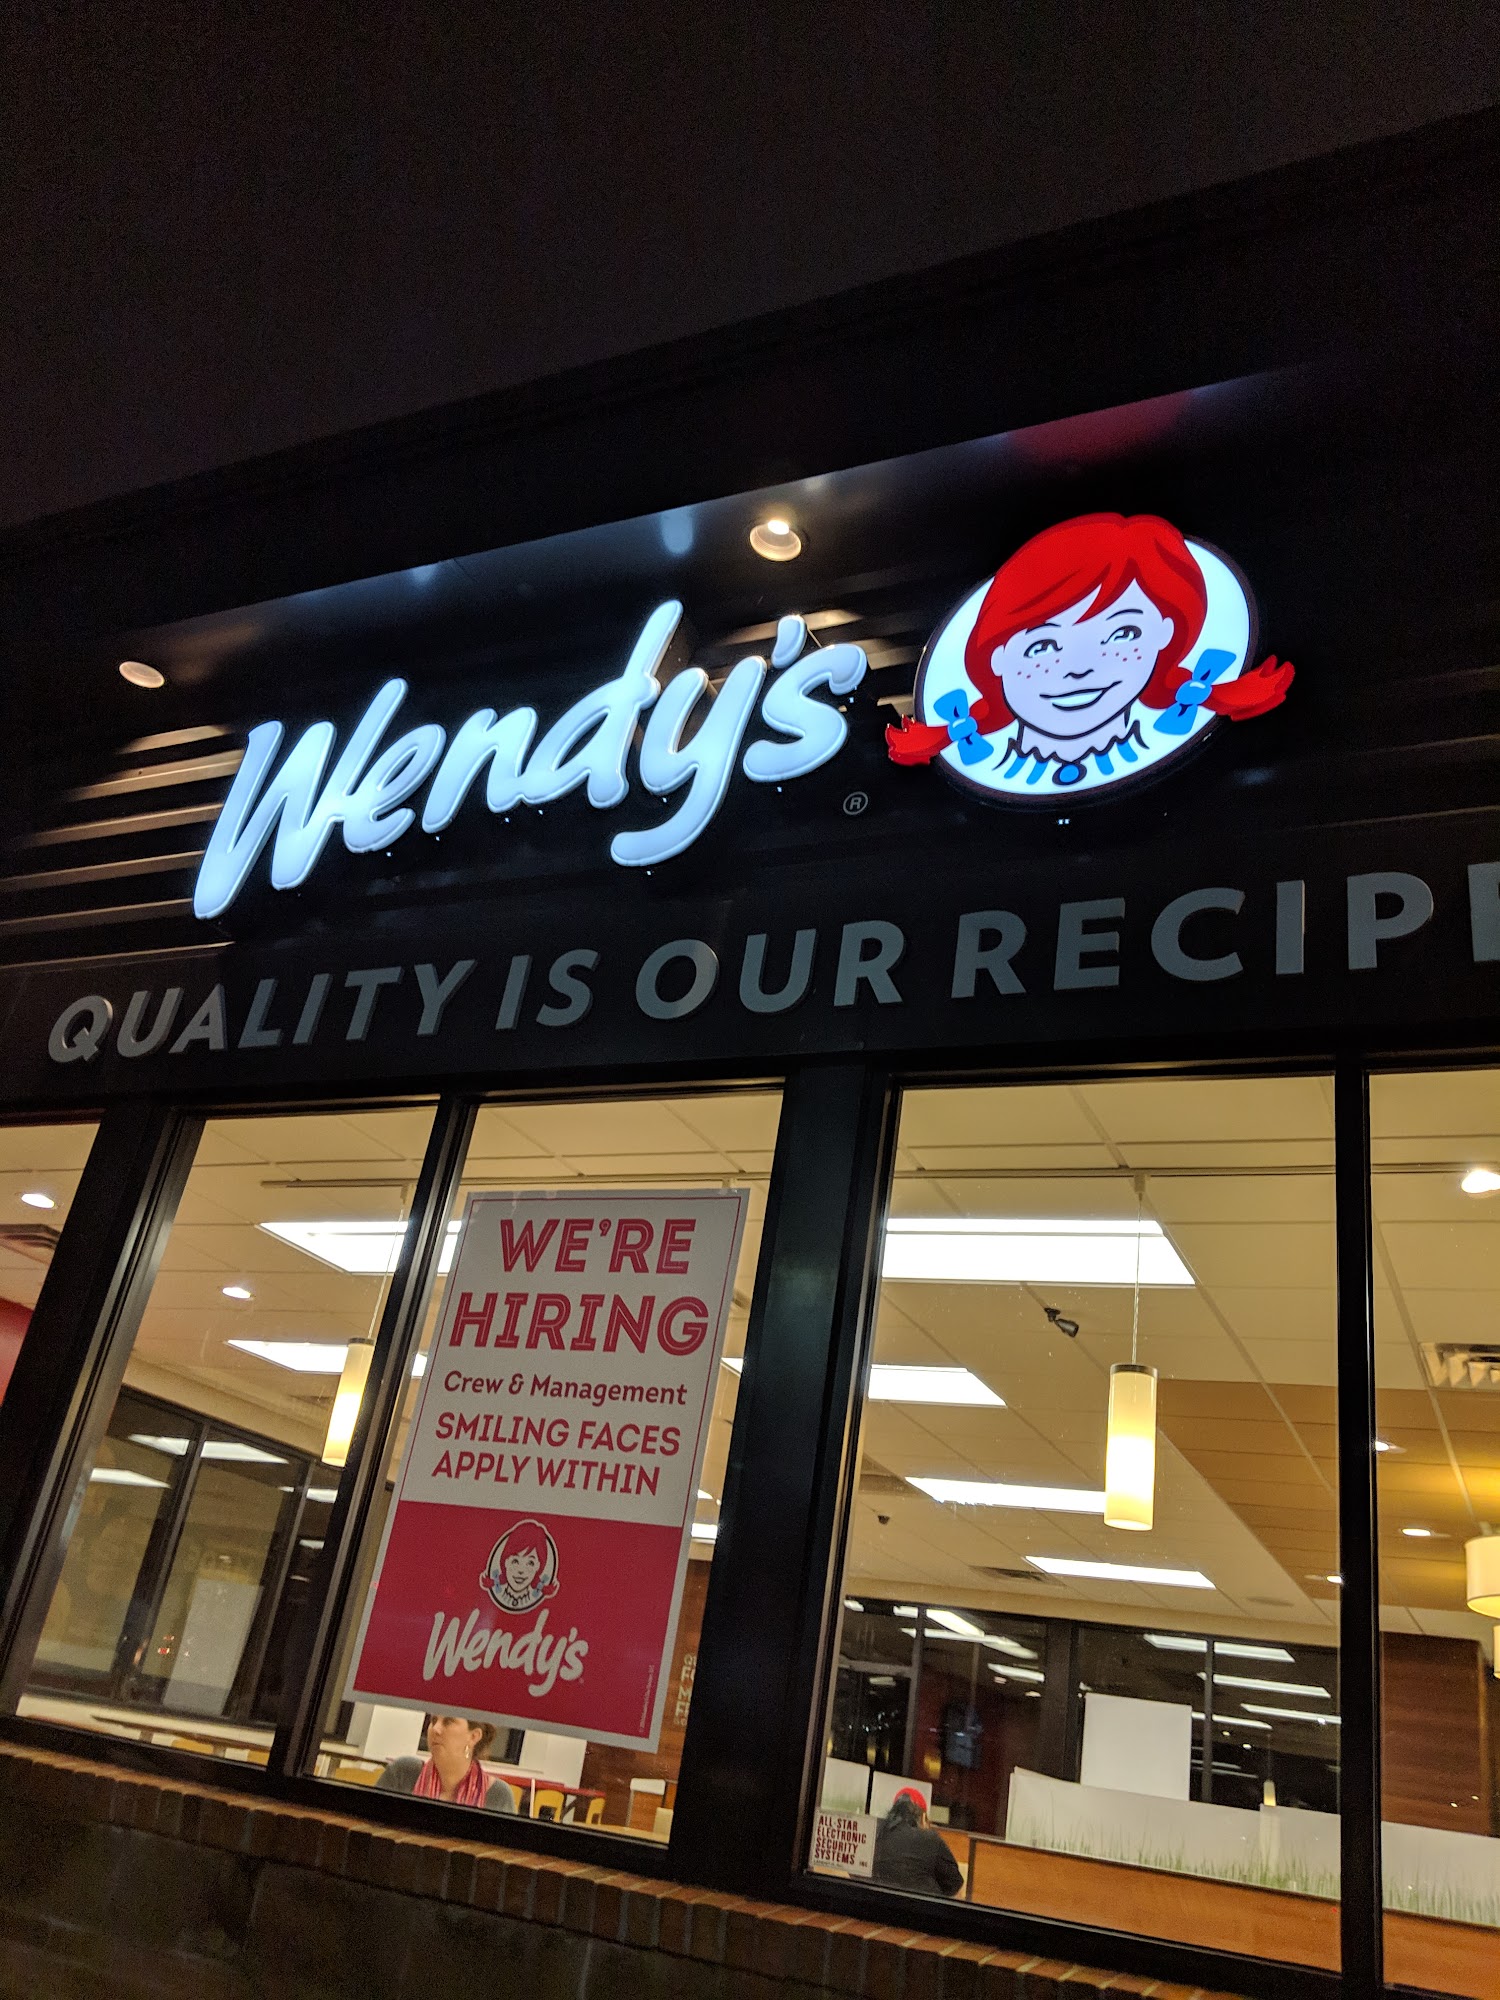 Wendy's
®
QUALITY IS OUR RECIP
WE'RE
HIRING
Crew & Management
SMILING FACES
APPLY WITHIN
Wendy's
ALL STAR
ELECTRONIC
SECURITY
SYSTEMS INC.